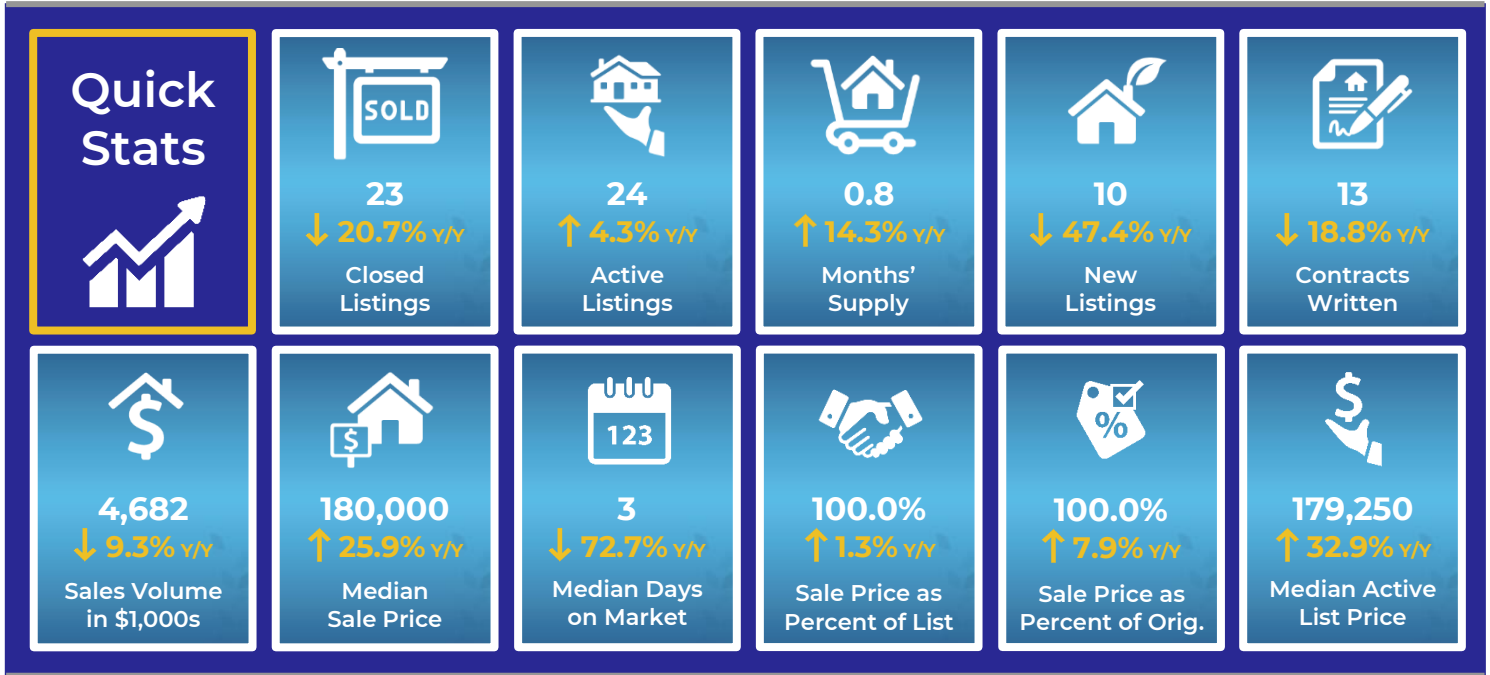 Quick
Stats
SOLD
23
↓ 20.7% Y/Y
Closed
Listings
24
↑ 4.3% Y/Y
Active
Listings
0.8
↑ 14.3% Y/Y
Months’
Supply
10
↓ 47.4% Y/Y
New
Listings
13
↓ 18.8% Y/Y
Contracts
Written
$
4,682
↓ 9.3% Y/Y
Sales Volume
in $1,000s
$
180,000
↑ 25.9% Y/Y
Median
Sale Price
123
3
↓ 72.7% Y/Y
Median Days
on Market
100.0%
↑ 1.3% Y/Y
Sale Price as
Percent of List
%
100.0%
↑ 7.9% Y/Y
Sale Price as
Percent of Orig.
$
179,250
↑ 32.9% Y/Y
Median Active
List Price